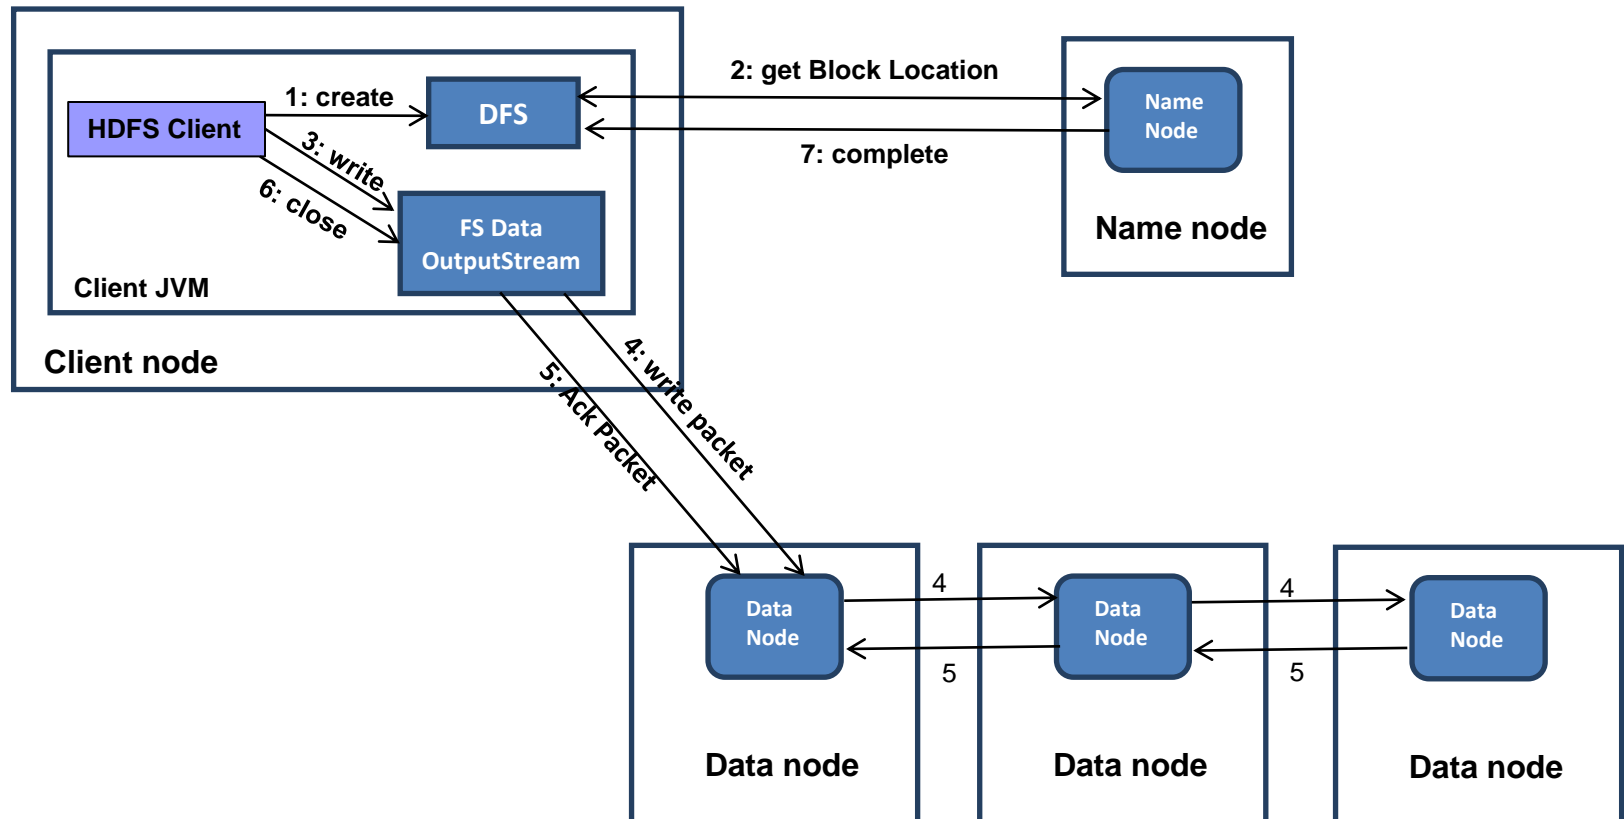 2: get Block Location
1: create
DFS
Name
Node
HDFS Client
3: write
7: complete
6: close
FS Data
OutputStream
Name node
Client JVM
Client node
4: write packet
5: Ack Packet
4
4
Data
Node
Data
Node
Data
Node
5
5
Data node
Data node
Data node